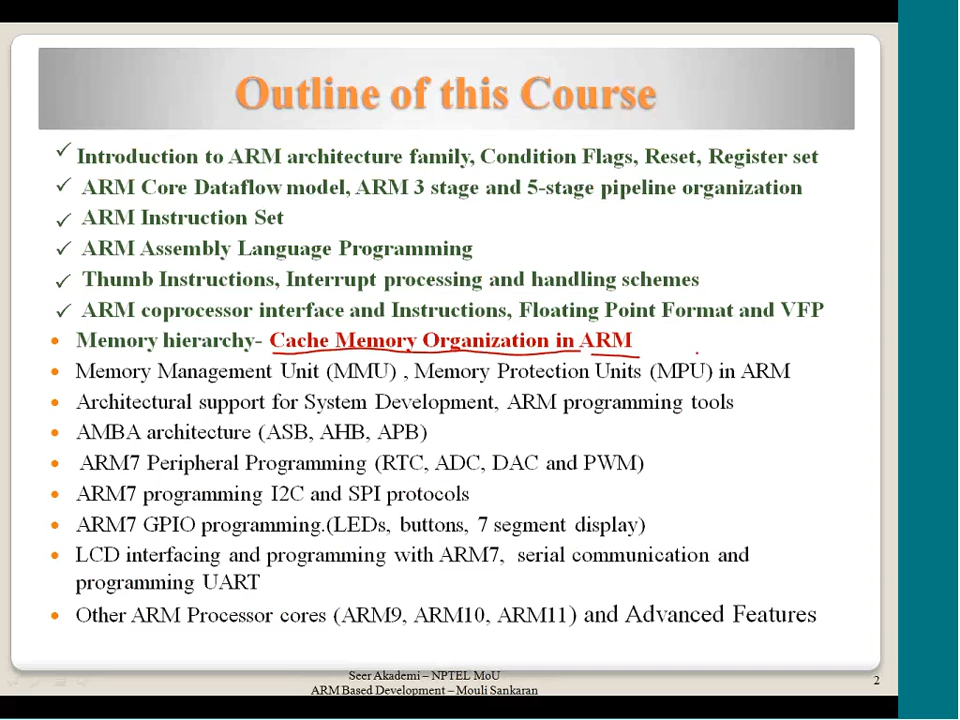 Outline of this Course
Introduction to ARM architecture family, Condition Flags, Reset, Register set
ARM Core Dataflow model, ARM 3 stage and 5-stage pipeline organization
ARM Instruction Set
ARM Assembly Language Programming
Thumb Instructions, Interrupt processing and handling schemes
ARM coprocessor interface and Instructions, Floating Point Format and VFP
Memory hierarchy- Cache Memory Organization in ARM
Memory Management Unit (MMU) , Memory Protection Units (MPU) in ARM
Architectural support for System Development, ARM programming tools
AMBA architecture (ASB, AHB, APB)
ARM7 Peripheral Programming (RTC, ADC, DAC and PWM)
ARM7 programming I2C and SPI protocols
ARM7 GPIO programming.(LEDs, buttons, 7 segment display)
LCD interfacing and programming with ARM7, serial communication and
programming UART
Other ARM Processor cores (ARM9, ARM10, ARM11) and Advanced Features
Seer Akademi – NPTEL MoU
ARM Based Development – Mouli Sankaran
2